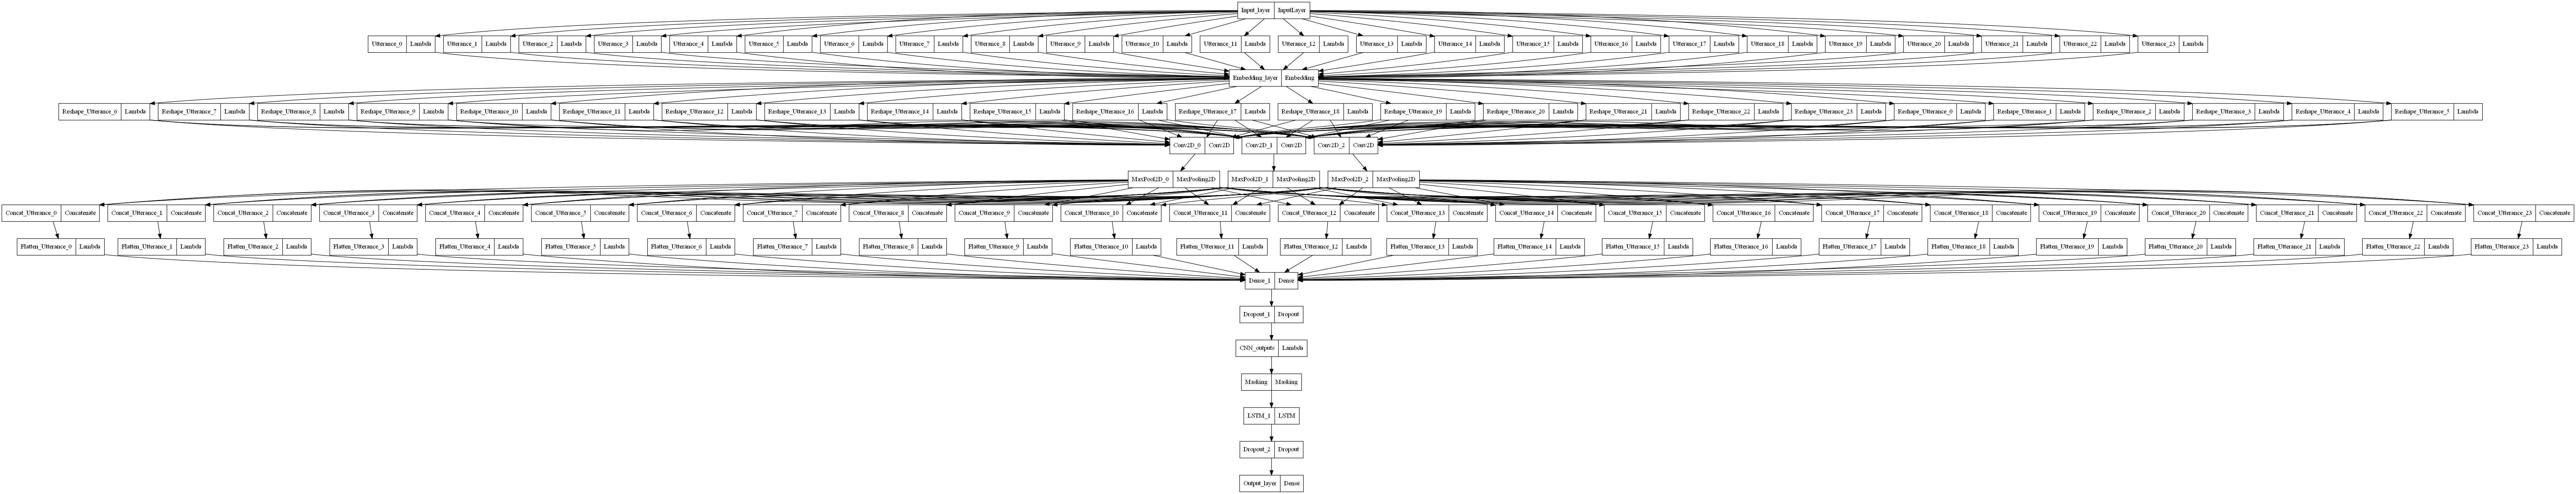 Input_layer InputLayer
Utterance_0 Lambda Utterance_1 Lambda Utterance_2 Lambda Utterance_3 Lambda Utterance_4 Lambda Utterance_5 Lambda Utterance_6 Lambda Utterance_7 Lambda Utterance_8 Lambda Utterance_9 Lambda Utterance_10 Lambda Utterance_11 Lambda Utterance_12 Lambda Utterance_13 Lambda Utterance_14 Lambda Utterance_15 Lambda Utterance_16 Lambda Utterance_17 Lambda Utterance_18 Lambda Utterance_19 Lambda Utterance_20 Lambda Utterance_21 Lambda Utterance_22 Lambda Utterance_23 Lambda
Embedding_layer Embedding
Reshape_Utterance_6 Lambda Reshape_Utterance_7 Lambda Reshape_Utterance_8 Lambda Reshape_Utterance_9 Lambda Reshape_Utterance_10 Lambda Reshape_Utterance_11 Lambda Reshape_Utterance_12 Lambda Reshape_Utterance_13 Lambda Reshape_Utterance_14 Lambda Reshape_Utterance_15 Lambda Reshape_Utterance_16 Lambda Reshape_Utterance_17 Lambda Reshape_Utterance_18 Lambda Reshape_Utterance_19 Lambda Reshape_Utterance_20 Lambda Reshape_Utterance_21 Lambda Reshape_Utterance_22 Lambda Reshape_Utterance_23 Lambda Reshape_Utterance_0 Lambda Reshape_Utterance_1 Lambda Reshape_Utterance_2 Lambda Reshape_Utterance_3 Lambda Reshape_Utterance_4 Lambda Reshape_Utterance_5 Lambda
Conv2D_0 Conv2D Conv2D_1 Conv2D Conv2D_2 Conv2D
MaxPool2D_0 MaxPooling2D MaxPool2D_1 MaxPooling2D MaxPool2D_2 MaxPooling2D
Concat_Utterance_0 Concatenate Concat_Utterance_1 Concatenate Concat_Utterance_2 Concatenate Concat_Utterance_3 Concatenate Concat_Utterance_4 Concatenate Concat_Utterance_5 Concatenate Concat_Utterance_6 Concatenate Concat_Utterance_7 Concatenate Concat_Utterance_8 Concatenate Concat_Utterance_9 Concatenate Concat_Utterance_10 Concatenate Concat_Utterance_11 Concatenate Concat_Utterance_12 Concatenate Concat_Utterance_13 Concatenate Concat_Utterance_14 Concatenate Concat_Utterance_15 Concatenate Concat_Utterance_16 Concatenate Concat_Utterance_17 Concatenate Concat_Utterance_18 Concatenate Concat_Utterance_19 Concatenate Concat_Utterance_20 Concatenate Concat_Utterance_21 Concatenate Concat_Utterance_22 Concatenate Concat_Utterance_23 Concatenate
Flatten_Utterance_0 Lambda Flatten_Utterance_1 Lambda Flatten_Utterance_2 Lambda Flatten_Utterance_3 Lambda Flatten_Utterance_4 Lambda Flatten_Utterance_5 Lambda Flatten_Utterance_6 Lambda Flatten_Utterance_7 Lambda Flatten_Utterance_8 Lambda Flatten_Utterance_9 Lambda Flatten_Utterance_10 Lambda Flatten_Utterance_11 Lambda Flatten_Utterance_12 Lambda Flatten_Utterance_13 Lambda Flatten_Utterance_14 Lambda Flatten_Utterance_15 Lambda Flatten_Utterance_16 Lambda Flatten_Utterance_17 Lambda Flatten_Utterance_18 Lambda Flatten_Utterance_19 Lambda Flatten_Utterance_20 Lambda Flatten_Utterance_21 Lambda Flatten_Utterance_22 Lambda Flatten_Utterance_23 Lambda
Dense_1 Dense
Dropout_1 Dropout
CNN_outputs Lambda
Masking Masking
LSTM_1 LSTM
Dropout_2 Dropout
Output_layer Dense